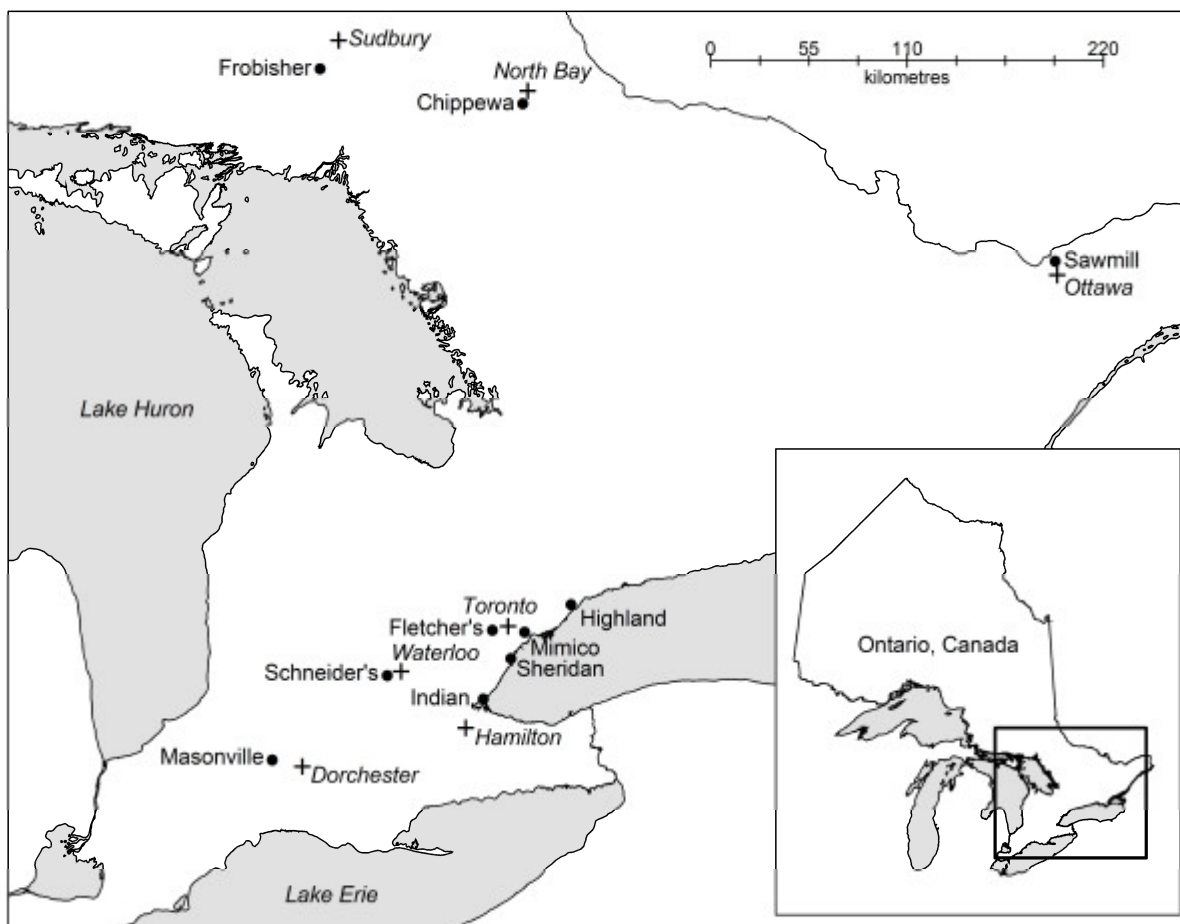 Sudbury
Frobisher
0 55 110 220
kilometres
North Bay
Chippewa
Sawmill
Ottawa
Lake Huron
Toronto
Highland
Fletcher's
Mimico
Waterloo
Sheridan
Schneider's
Indian
Hamilton
Masonville
Dorchester
Lake Erie
Ontario, Canada